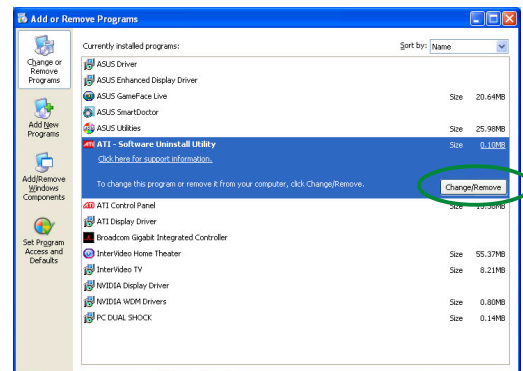 Add or Remove Programs
Change or
Remove
Programs
Add New
Programs
Add/Remove
Windows
Components
Set Program
Access and
Defaults
Currently installed programs:
Sort by: Name
ASUS Driver
ASUS Enhanced Display Driver
ASUS GameFace Live Size 20.64MB
ASUS SmartDoctor
ASUS Utilities Size 25.98MB
ATI - Software Uninstall Utility Size 0.10MB
Click here for support information.
To change this program or remove it from your computer, click Change/Remove. Change/Remove
ATI Control Panel Size
ATI Display Driver
Broadcom Gigabit Integrated Controller
InterVideo Home Theater Size 55.37MB
InterVideo TV Size 8.21MB
NVIDIA Display Driver
NVIDIA WDM Drivers Size 0.80MB
PC DUAL SHOCK Size 0.14MB